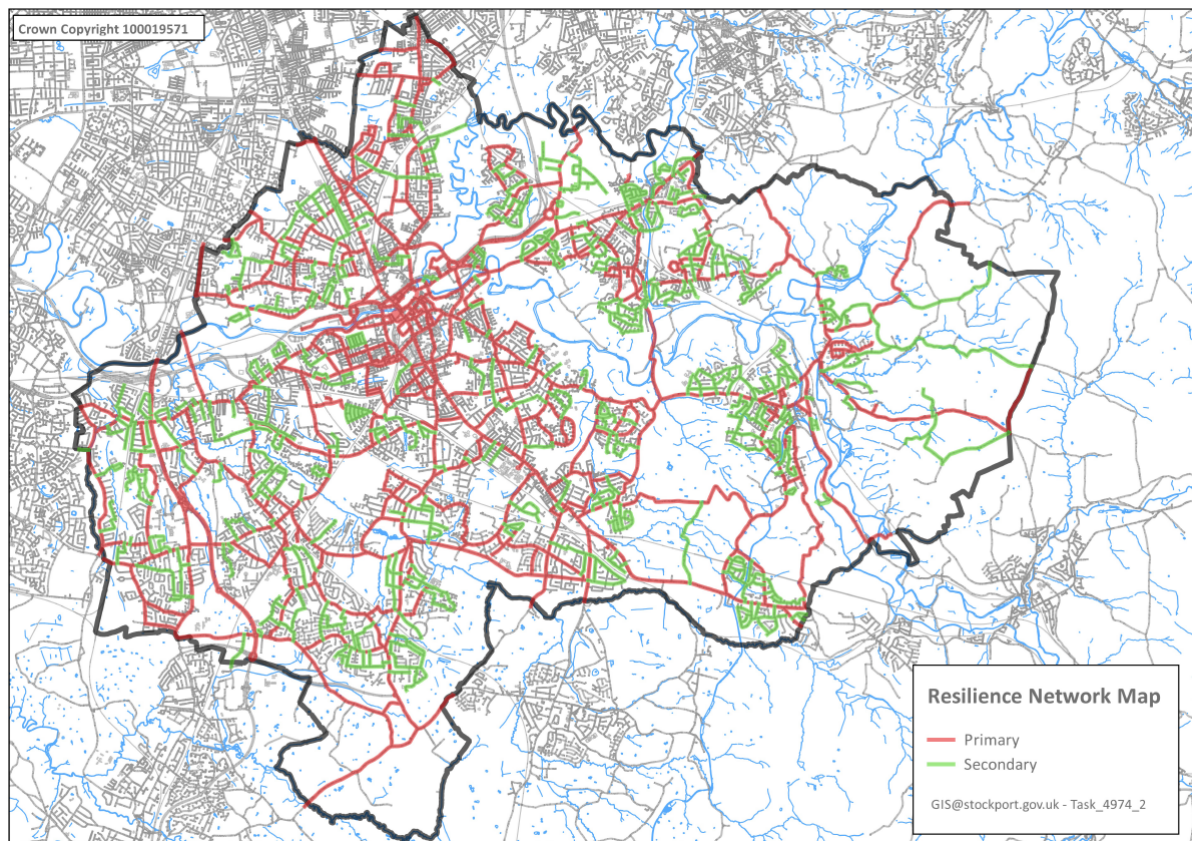 Crown Copyright 100019571
Resilience Network Map
Primary
Secondary
GIS@stockport.gov.uk - Task_4974_2